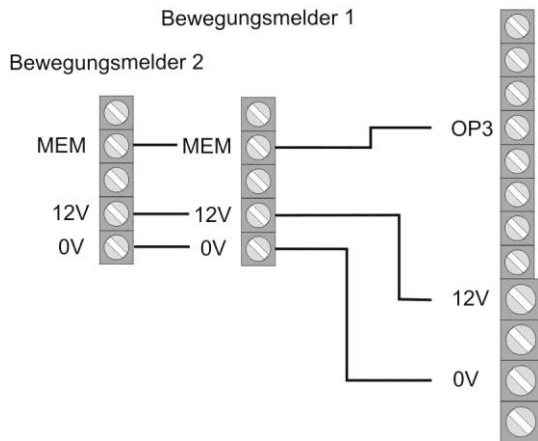 Bewegungsmelder 1
Bewegungsmelder 2
MEM MEM OP3
12V 12V
0V 0V
12V
0V